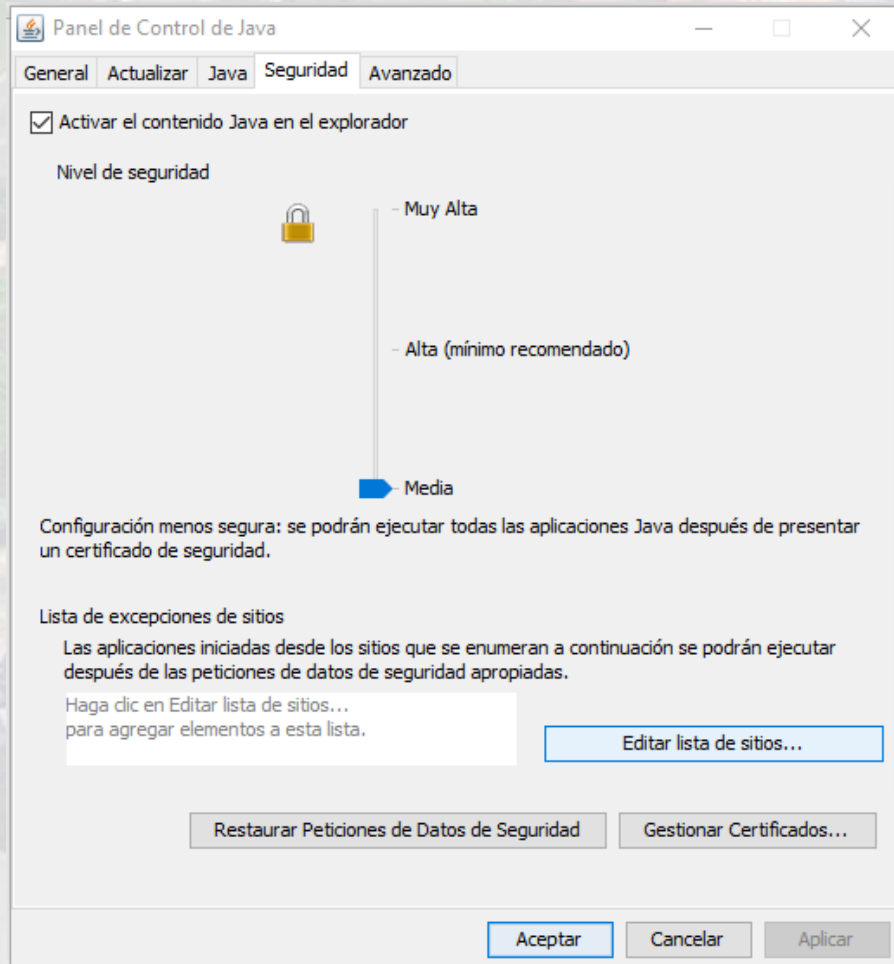 Panel de Control de Java
General Actualizar Java Seguridad Avanzado
Activar el contenido Java en el explorador
Nivel de seguridad
Muy Alta
Alta (mínimo recomendado)
Media
Configuración menos segura: se podrán ejecutar todas las aplicaciones Java después de presentar
un certificado de seguridad.
Lista de excepciones de sitios
Las aplicaciones iniciadas desde los sitios que se enumeran a continuación se podrán ejecutar
después de las peticiones de datos de seguridad apropiadas.
Haga clic en Editar lista de sitios...
para agregar elementos a esta lista.
Editar lista de sitios...
Restaurar Peticiones de Datos de Seguridad Gestionar Certificados...
Aceptar Cancelar Aplicar